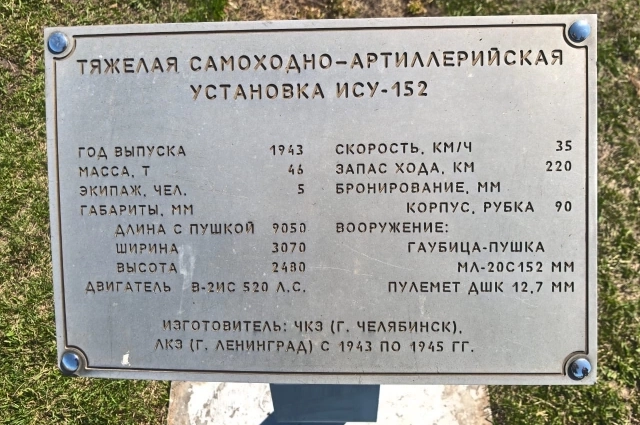 ТЯЖЕЛАЯ САМОХОДНО-АРТИЛЛЕРИЙСКАЯ
УСТАНОВКА ИСУ-152
ГОД ВЫПУСКА 1943
МАССА, Т 46
ЭКИПАЖ, ЧЕЛ. 5
ГАБАРИТЫ, ММ
ДЛИНА С ПУШКОЙ 9050
ШИРИНА 3070
ВЫСОТА 2480
ДВИГАТЕЛЬ В-2ИС 520 Л.С.
СКОРОСТЬ, КМ/Ч 35
ЗАПАС ХОДА, КМ 220
БРОНИРОВАНИЕ, ММ
КОРПУС, РУБКА 90
ВООРУЖЕНИЕ:
ГАУБИЦА-ПУШКА
МЛ-20С152 ММ
ПУЛЕМЕТ ДШК 12,7 ММ
ИЗГОТОВИТЕЛЬ: ЧКЗ (Г. ЧЕЛЯБИНСК),
ЛКЗ (Г. ЛЕНИНГРАД) С 1943 ПО 1945 ГГ.